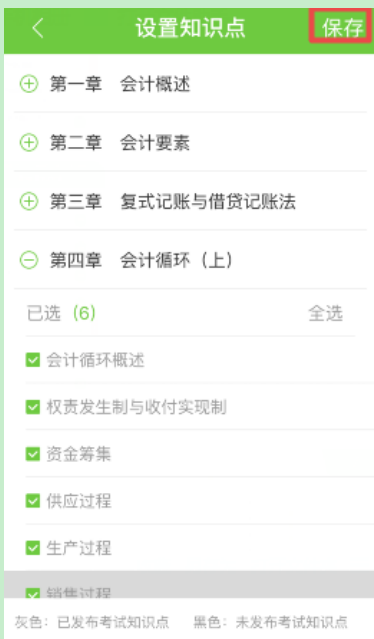 设置知识点 保存
第一章 会计概述
第二章 会计要素
第三章 复式记账与借贷记账法
第四章 会计循环（上）
已选（6） 全选
会计循环概述
权责发生制与收付实现制
资金筹集
供应过程
生产过程
销售过程
灰色：已发布考试知识点 黑色：未发布考试知识点